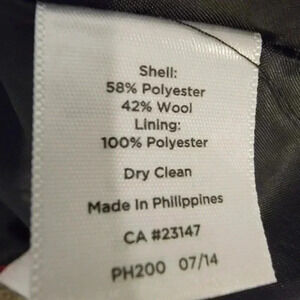 Shell:
58% Polyester
42% Wool
Lining:
100% Polyester
Dry Clean
Made In Philippines
CA #23147
PH200 07/14